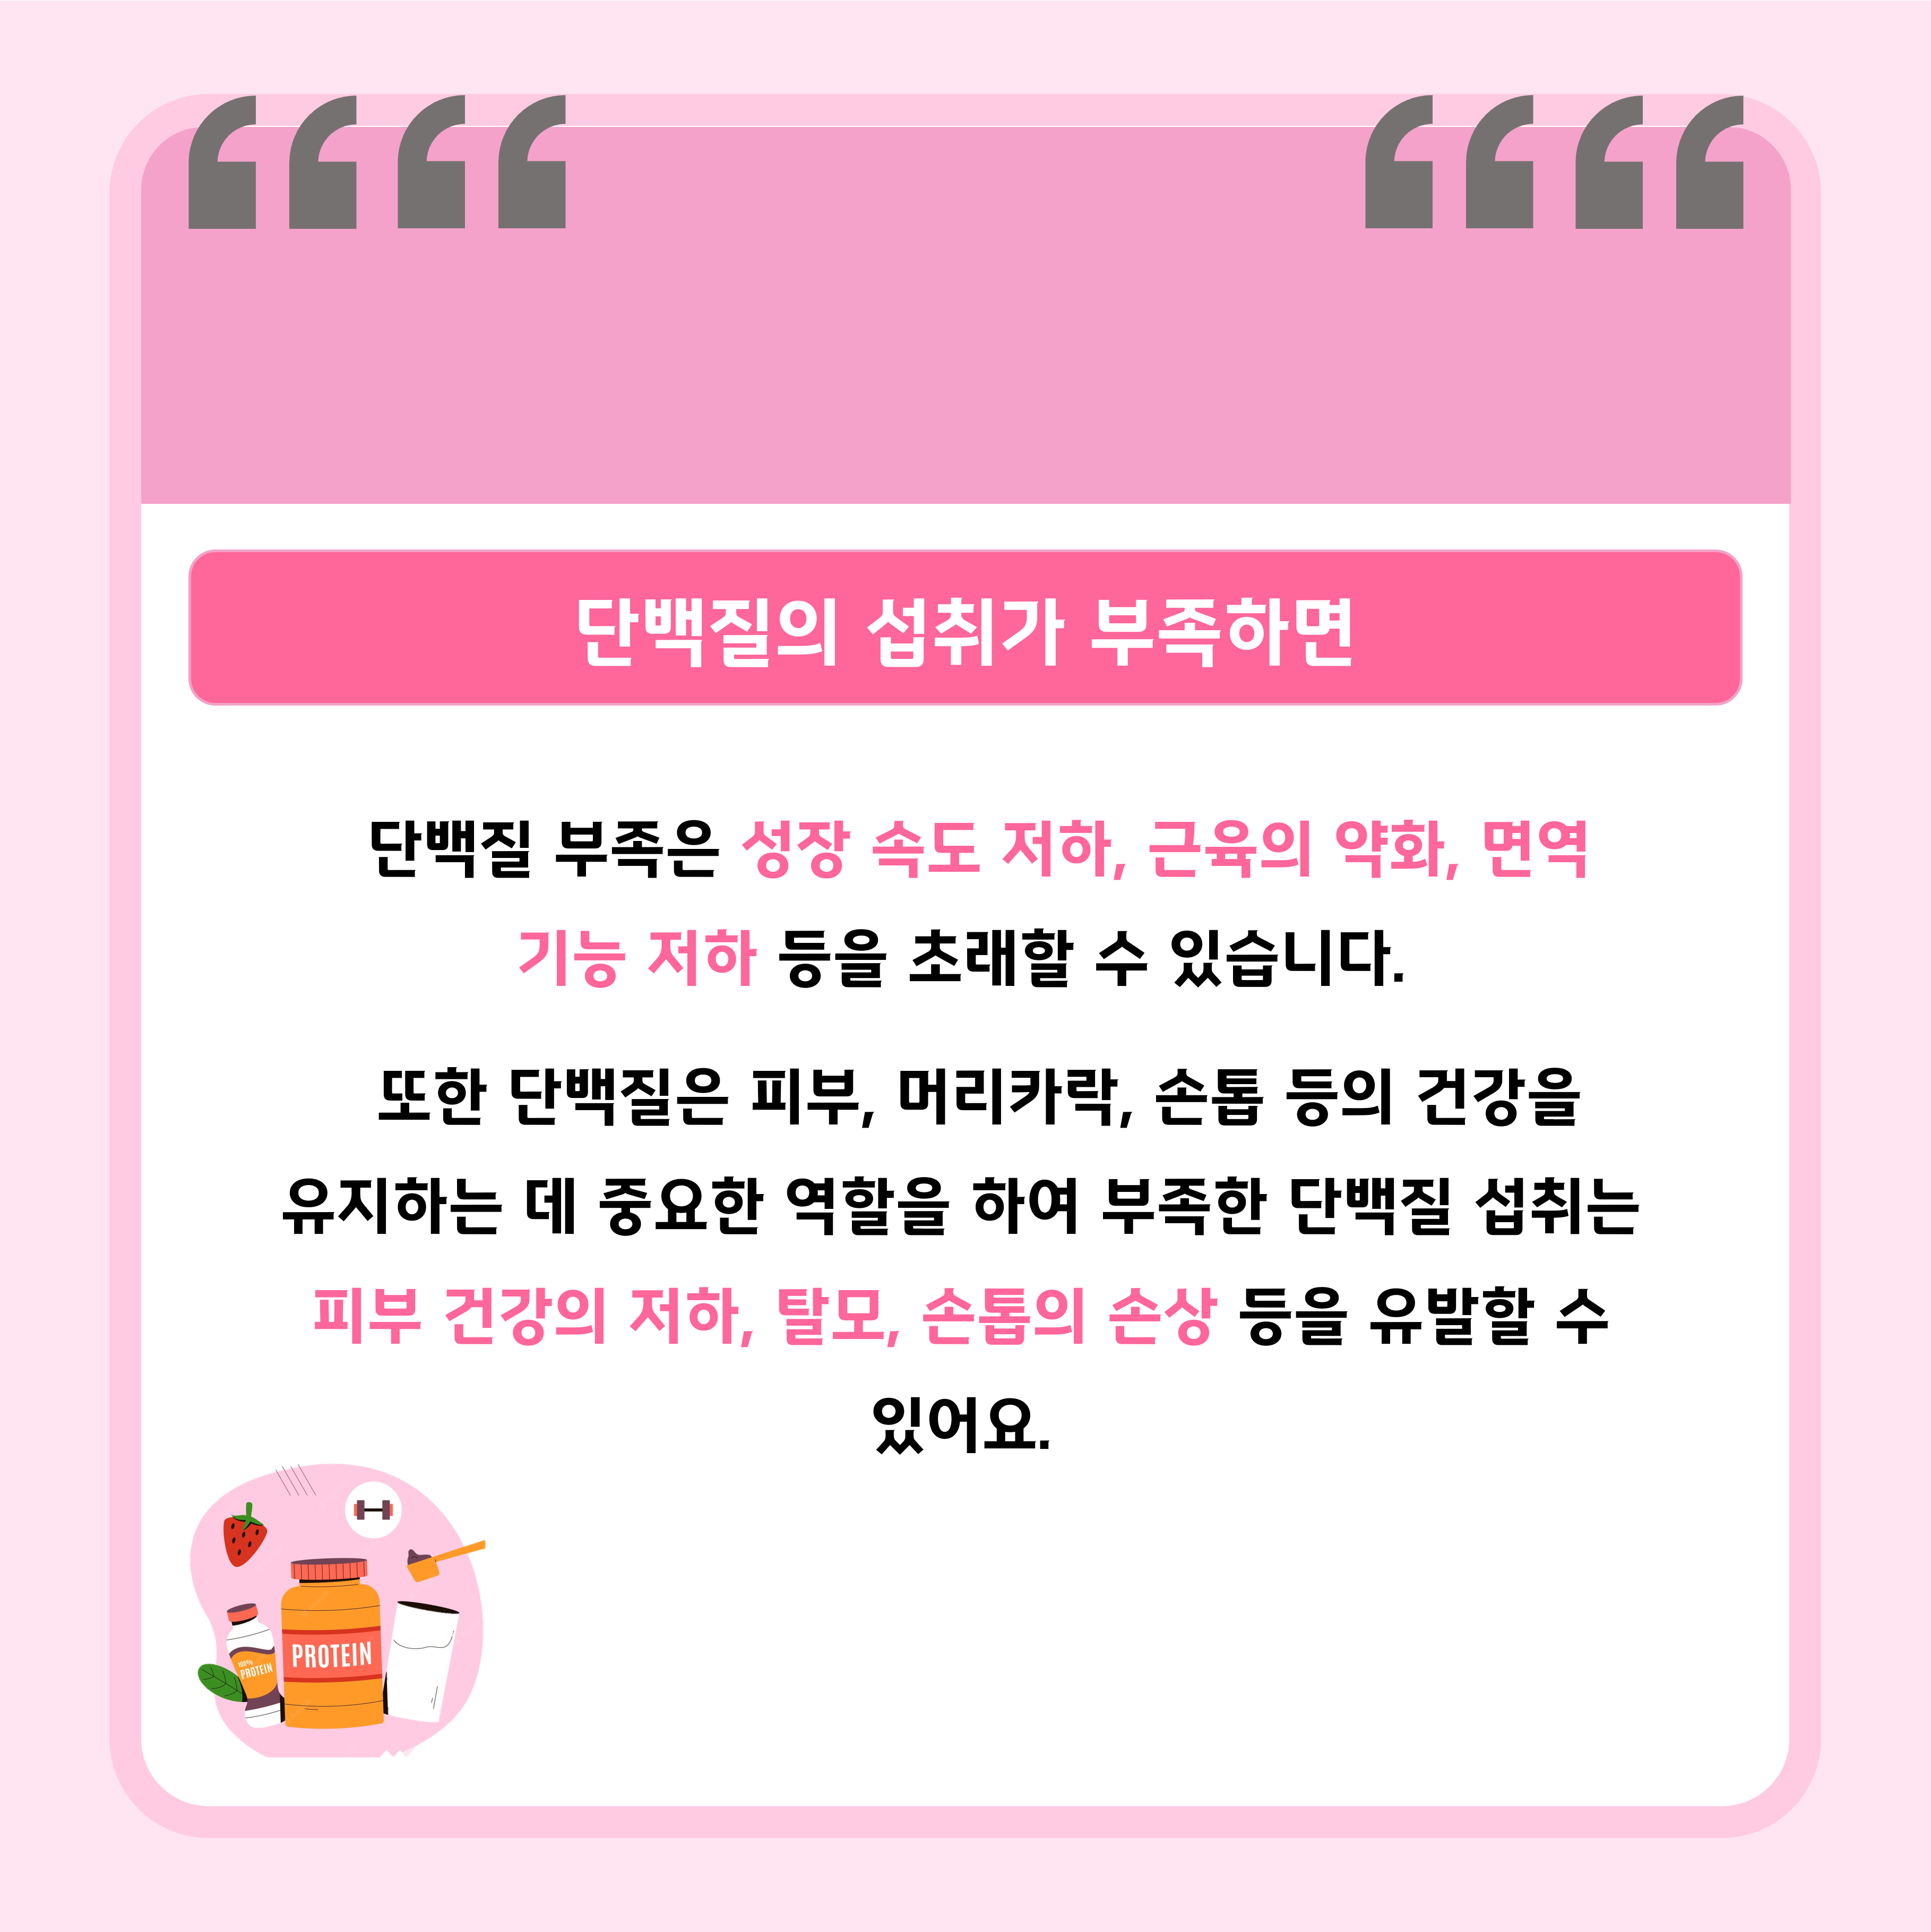 단백질의 섭취가 부족하면
단백질 부족은 성장 속도 저하, 근육의 약화, 면역
기능 저하 등을 초래할 수 있습니다.
또한 단백질은 피부, 머리카락, 손톱 등의 건강을
유지하는 데 중요한 역할을 하여 부족한 단백질 섭취는
피부 건강의 저하, 탈모, 손톱의 손상 등을 유발할 수
있어요.
PROTEIN
100%
PROTEIN